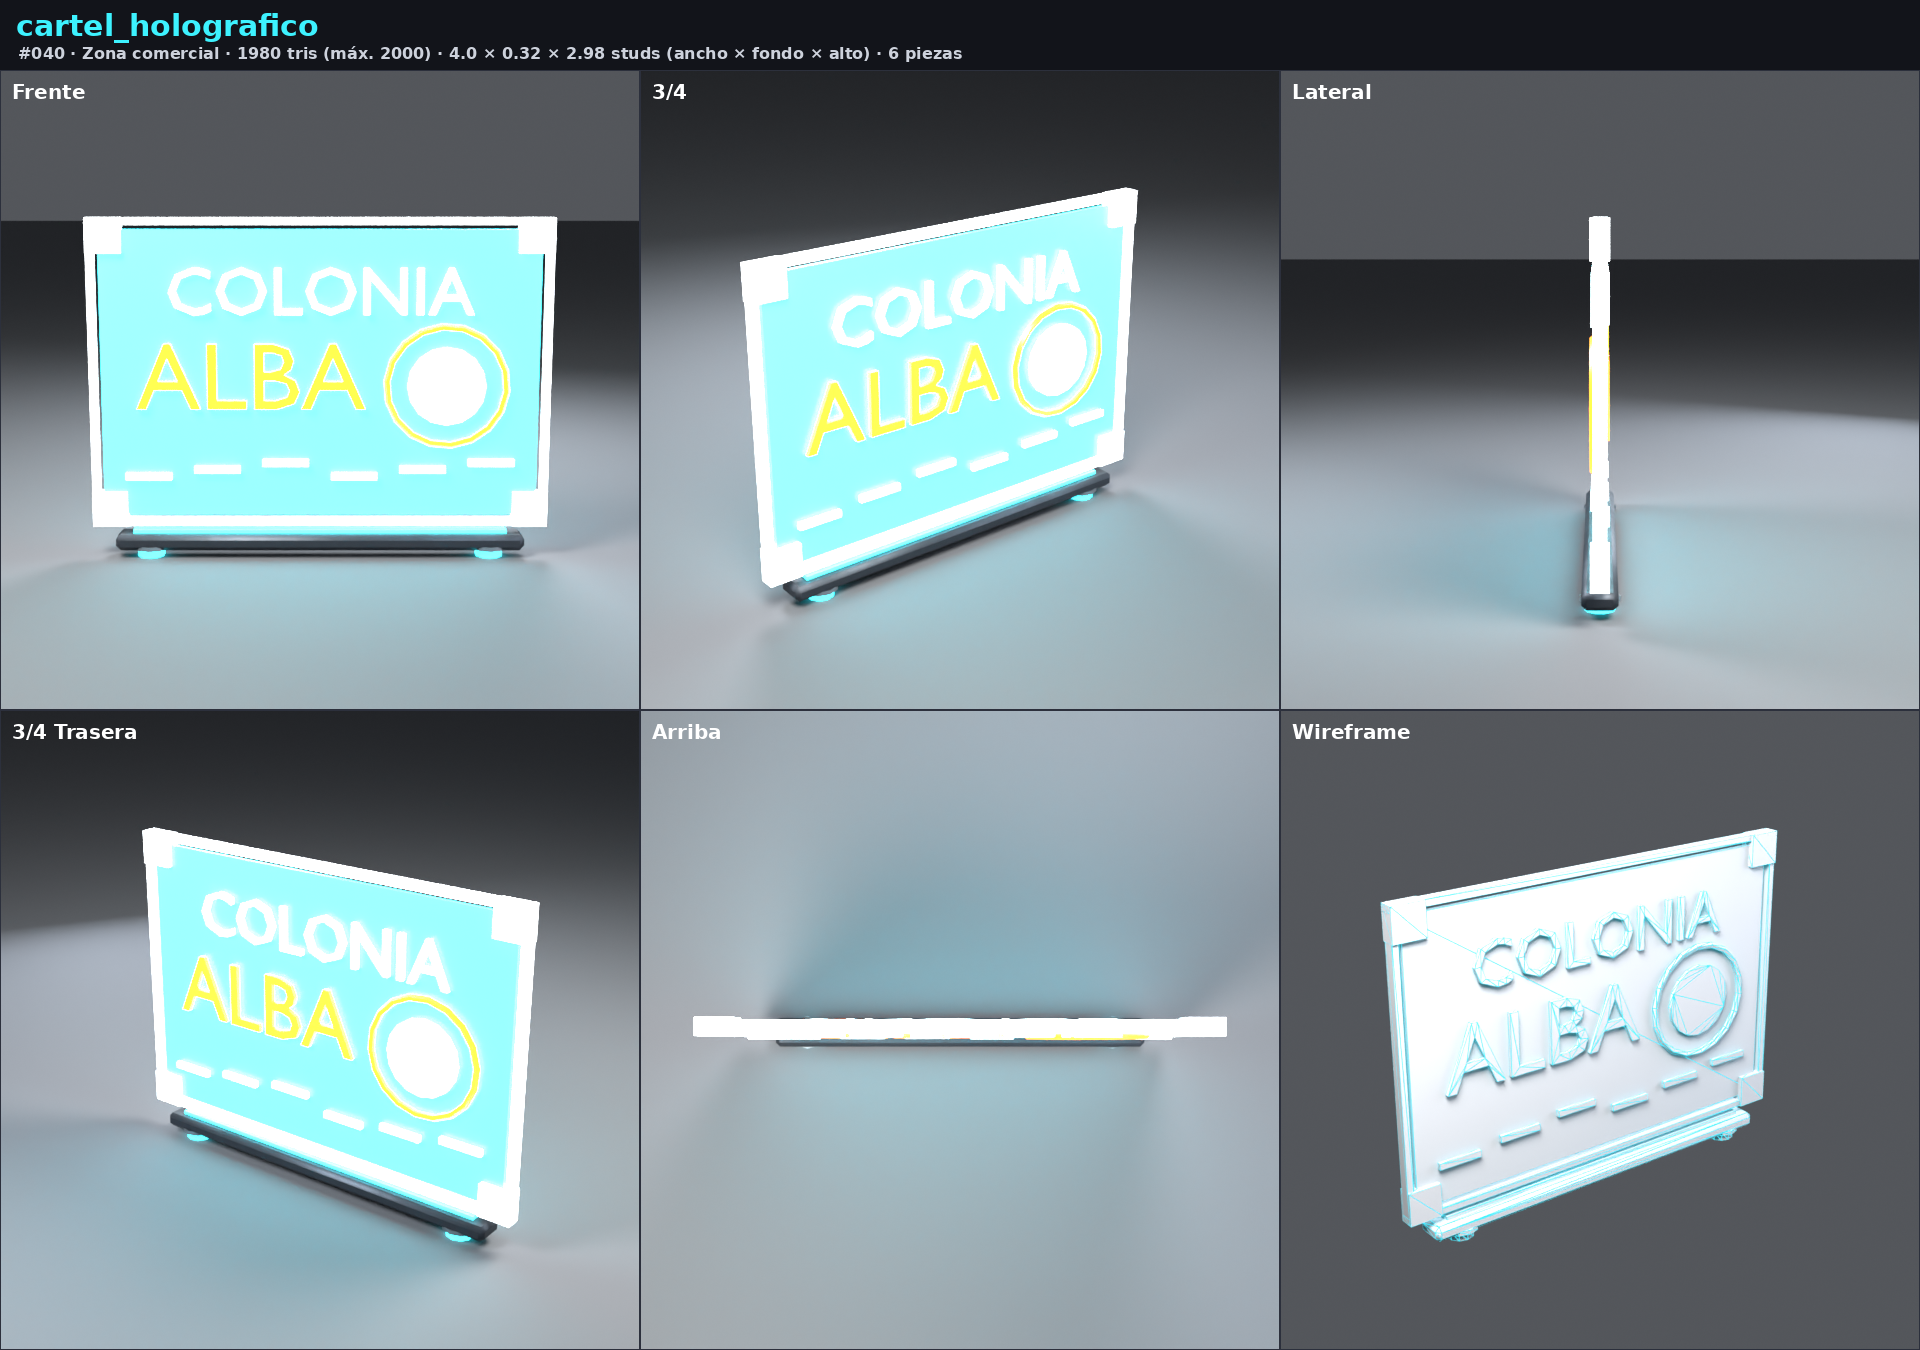 cartel_holografico
#040 · Zona comercial · 1980 tris (máx. 2000) · 4.0 × 0.32 × 2.98 studs (ancho × fondo × alto) · 6 piezas
Frente
COLONIA
ALBA
3/4
COLONIA
ALBA
Lateral
3/4 Trasera
COLONIA
ALBA
Arriba
Wireframe
COLONIA
ALBA